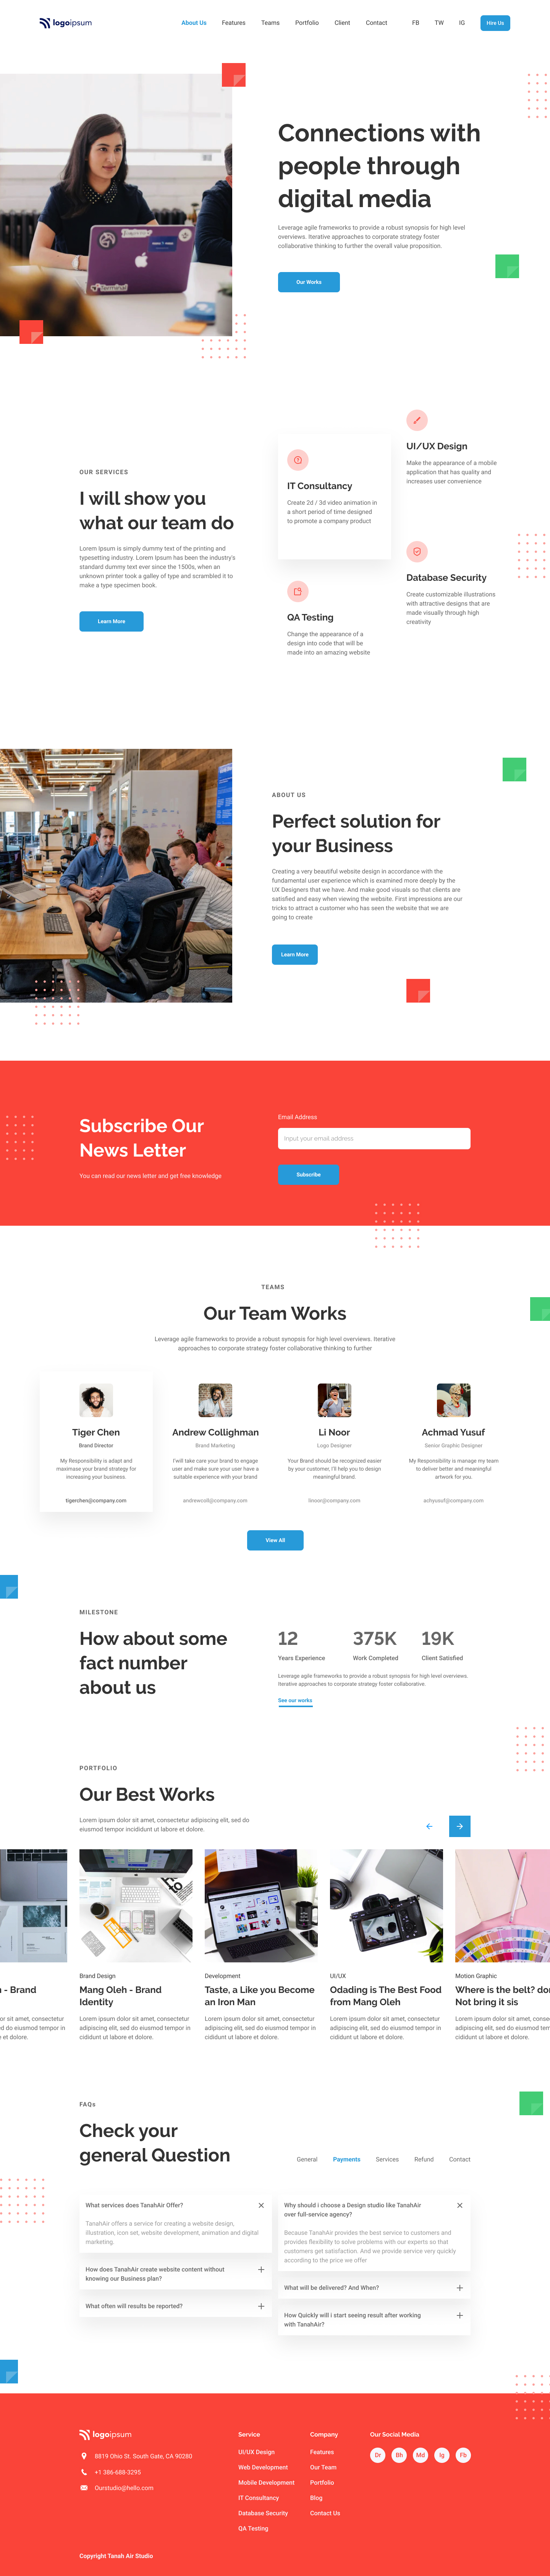 logoipsum
About Us Features Teams Portfolio Client Contact FB TW IG Hire Us
Connections with
people through
digital media
Leverage agile frameworks to provide a robust synopsis for high level
overviews. Iterative approaches to corporate strategy foster
collaborative thinking to further the overall value proposition.
Our Works
OUR SERVICES
I will show you
what our team do
Lorem Ipsum is simply dummy text of the printing and
typesetting industry. Lorem Ipsum has been the industry's
standard dummy text ever since the 1500s, when an
unknown printer took a galley of type and scrambled it to
make a type specimen book.
Learn More
IT Consultancy
Create 2d / 3d video animation in
a short period of time designed
to promote a company product
UI/UX Design
Make the appearance of a mobile
application that has quality and
increases user convenience
QA Testing
Change the appearance of a
design into code that will be
made into an amazing website
Database Security
Create customizable illustrations
with attractive designs that are
made visually through high
creativity
ABOUT US
Perfect solution for
your Business
Creating a very beautiful website design in accordance with the
fundamental user experience which is examined more deeply by the
UX Designers that we have. And make good visuals so that clients are
satisfied and easy when viewing the website. First impressions are our
tricks to attract a customer who has seen the website that we are
going to create
Learn More
Subscribe Our
News Letter
You can read our news letter and get free knowledge
Email Address
Input your email address
Subscribe
TEAMS
Our Team Works
Leverage agile frameworks to provide a robust synopsis for high level overviews. Iterative
approaches to corporate strategy foster collaborative thinking to further
Tiger Chen
Brand Director
My Responsibility is adapt and
maximase your brand strategy for
increasing your business.
tigerchen@company.com
Andrew Collighman
Brand Marketing
I'will take care your brand to engage
user and make sure your user have a
suitable experience with your brand
andrewcoll@company.com
Li Noor
Logo Designer
Your Brand should be recognized easier
by your customer, I'll help you to design
meaningful brand.
linoor@company.com
Achmad Yusuf
Senior Graphic Designer
My Responsibility is manage my team
to deliver better and meaningful
artwork for you.
achyusuf@company.com
View All
MILESTONE
How about some
fact number
about us
12
Years Experience
375K
Work Completed
19K
Client Satisfied
Leverage agile frameworks to provide a robust synopsis for high level overviews.
Iterative approaches to corporate strategy foster collaborative.
See our works
PORTFOLIO
Our Best Works
Lorem ipsum dolor sit amet, consectetur adipiscing elit, sed do
eiusmod tempor incididunt ut labore et dolore.
- Brand
or sit amet, consectetur
ed do eiusmod tempor in
et dolore.
Brand Design
Mang Oleh - Brand
Identity
Lorem ipsum dolor sit amet, consectetur
adipiscing elit, sed do eiusmod tempor in
cididunt ut labore et dolore.
Development
Taste, a Like you Become
an Iron Man
Lorem ipsum dolor sit amet, consectetur
adipiscing elit, sed do eiusmod tempor in
cididunt ut labore et dolore.
UI/UX
Odading is The Best Food
from Mang Oleh
Lorem ipsum dolor sit amet, consectetur
adipiscing elit, sed do eiusmod tempor in
cididunt ut labore et dolore.
Motion Graphic
Where is the belt? don
Not bring it sis
Lorem ipsum dolor sit amet, conse
adipiscing elit, sed do eiusmod tem
cididunt ut labore et dolore.
FAQs
Check your
general Question
General Payments Services Refund Contact
What services does TanahAir Offer?
TanahAir offers a service for creating a website design,
illustration, icon set, website development, animation and digital
marketing.
How does TanahAir create website content without
knowing our Business plan?
What often will results be reported?
Why should i choose a Design studio like TanahAir
over full-service agency?
Because TanahAir provides the best service to customers and
provides flexibility to solve problems with our experts so that
customers get satisfaction. And we provide service very quickly
according to the price we offer
What will be delivered? And When?
How Quickly will i start seeing result after working
with TanahAir?
logoipsum
8819 Ohio St. South Gate, CA 90280
+1 386-688-3295
Ourstudio@hello.com
Service
UI/UX Design
Web Development
Mobile Development
IT Consultancy
Database Security
QA Testing
Company
Features
Our Team
Portfolio
Blog
Contact Us
Our Social Media
Dr Bh Md Ig Fb
Copyright Tanah Air Studio